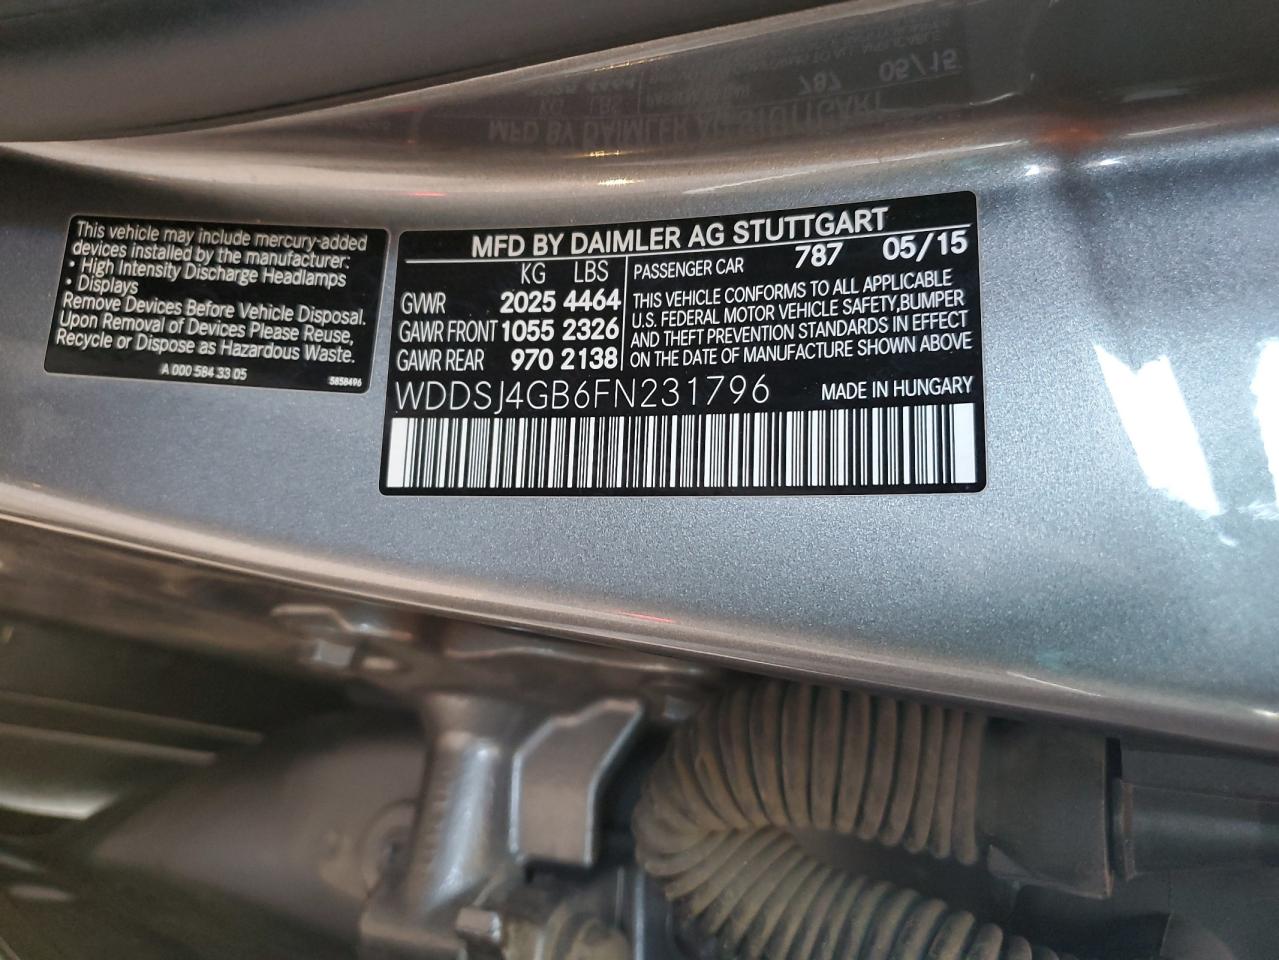 This vehicle may include mercury-added
devices installed by the manufacturer:
• High Intensity Discharge Headlamps
• Displays
Remove Devices Before Vehicle Disposal.
Upon Removal of Devices Please Reuse,
Recycle or Dispose as Hazardous Waste.
A 000 584 33 05
5858496
MFD BY DAIMLER AG STUTTGART
KG LBS
GVWR 2025 4464
GAWR FRONT 1055 2326
GAWR REAR 970 2138
PASSENGER CAR 787 05/15
THIS VEHICLE CONFORMS TO ALL APPLICABLE
U.S. FEDERAL MOTOR VEHICLE SAFETY,BUMPER
AND THEFT PREVENTION STANDARDS IN EFFECT
ON THE DATE OF MANUFACTURE SHOWN ABOVE
WDDSJ4GB6FN231796 MADE IN HUNGARY